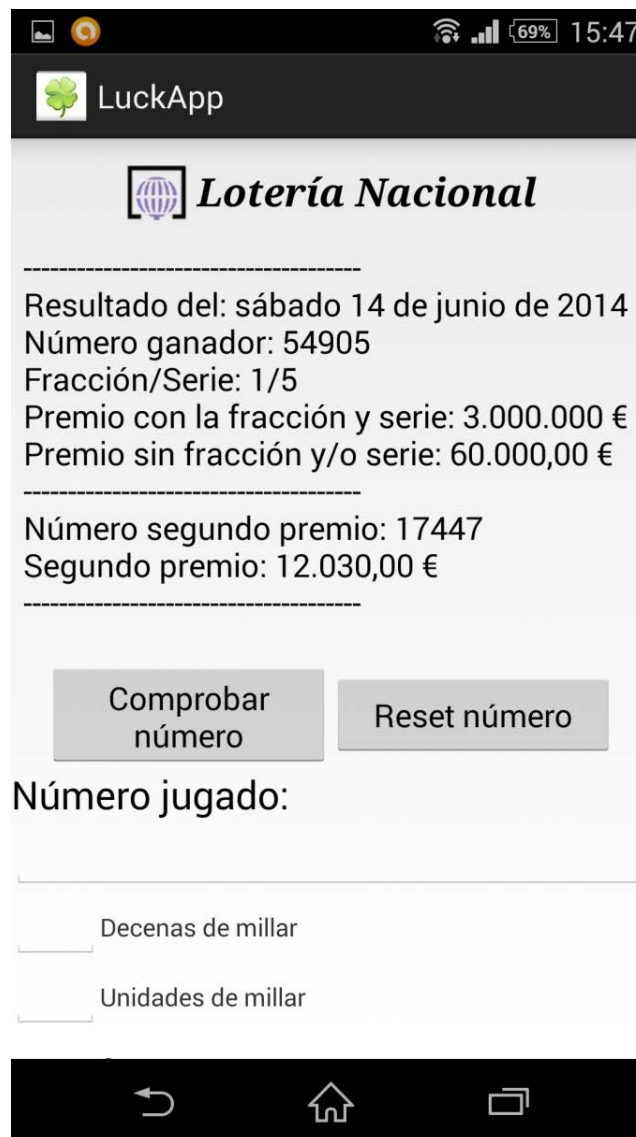 69% 15:47
LuckApp
Lotería Nacional
--------------------------------------
Resultado del: sábado 14 de junio de 2014
Número ganador: 54905
Fracción/Serie: 1/5
Premio con la fracción y serie: 3.000.000 €
Premio sin fracción y/o serie: 60.000,00 €
--------------------------------------
Número segundo premio: 17447
Segundo premio: 12.030,00 €
--------------------------------------
Comprobar
número
Reset número
Número jugado:
Decenas de millar
Unidades de millar